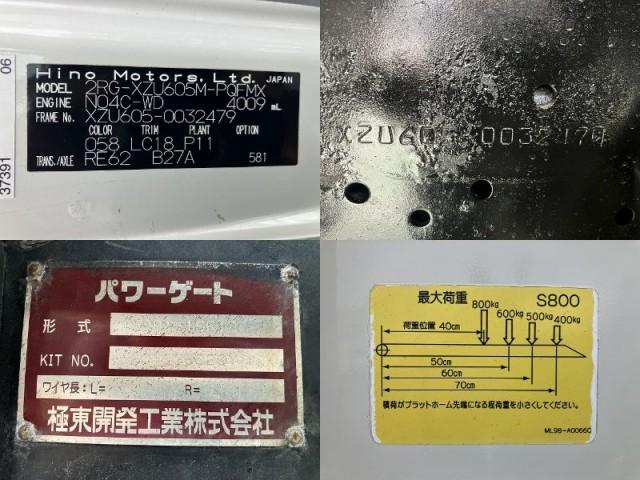 06
37391
Hino Motors, Ltd. JAPAN
MODEL 2RG-XZU605M-PQFMX
ENGINE N04C-WD 4009 mL
FRAME No. XZU605-0032479
COLOR TRIM PLANT OPTION
058 LC18 P11
TRANS./AXLE RE62 B27A 581
XZU605-0032479
パワーゲート
形式
KIT NO.
ワイヤ長:L= R=
極東開発工業株式会社
最大荷重 S800
800kg 600kg 500kg 400kg
荷重位置 40cm
50cm
60cm
70cm
積荷がプラットホーム先端になる程荷重を小さくしてください。
ML98-A0066C